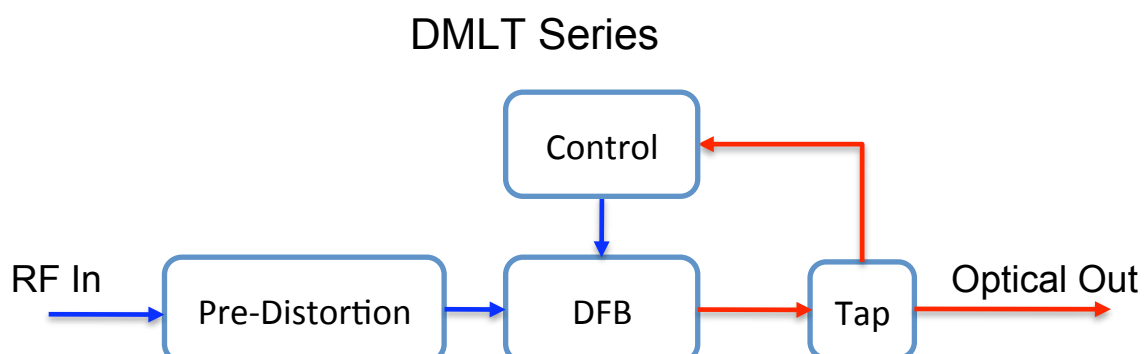 DMLT Series
Control
RF In
Pre-Distortion
DFB
Tap
Optical Out